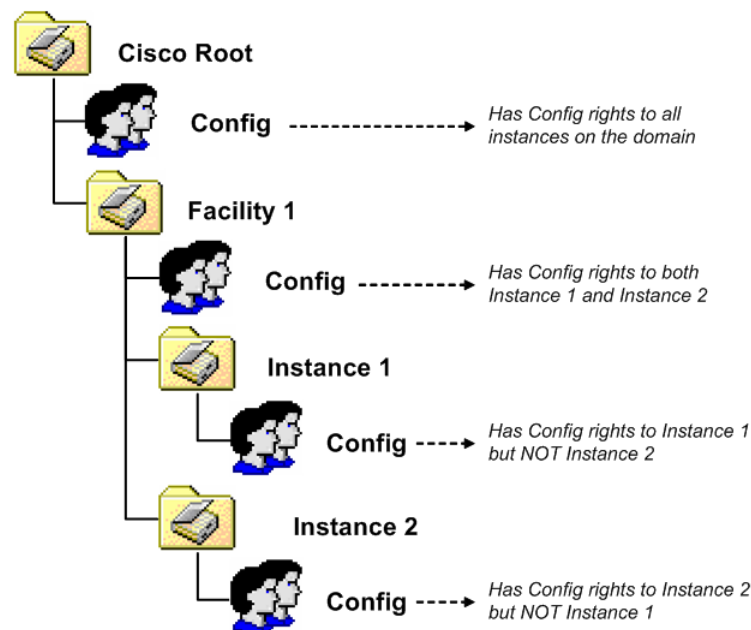 Cisco Root
Config
Has Config rights to all
instances on the domain
Facility 1
Config
Has Config rights to both
Instance 1 and Instance 2
Instance 1
Config
Has Config rights to Instance 1
but NOT Instance 2
Instance 2
Config
Has Config rights to Instance 2
but NOT Instance 1